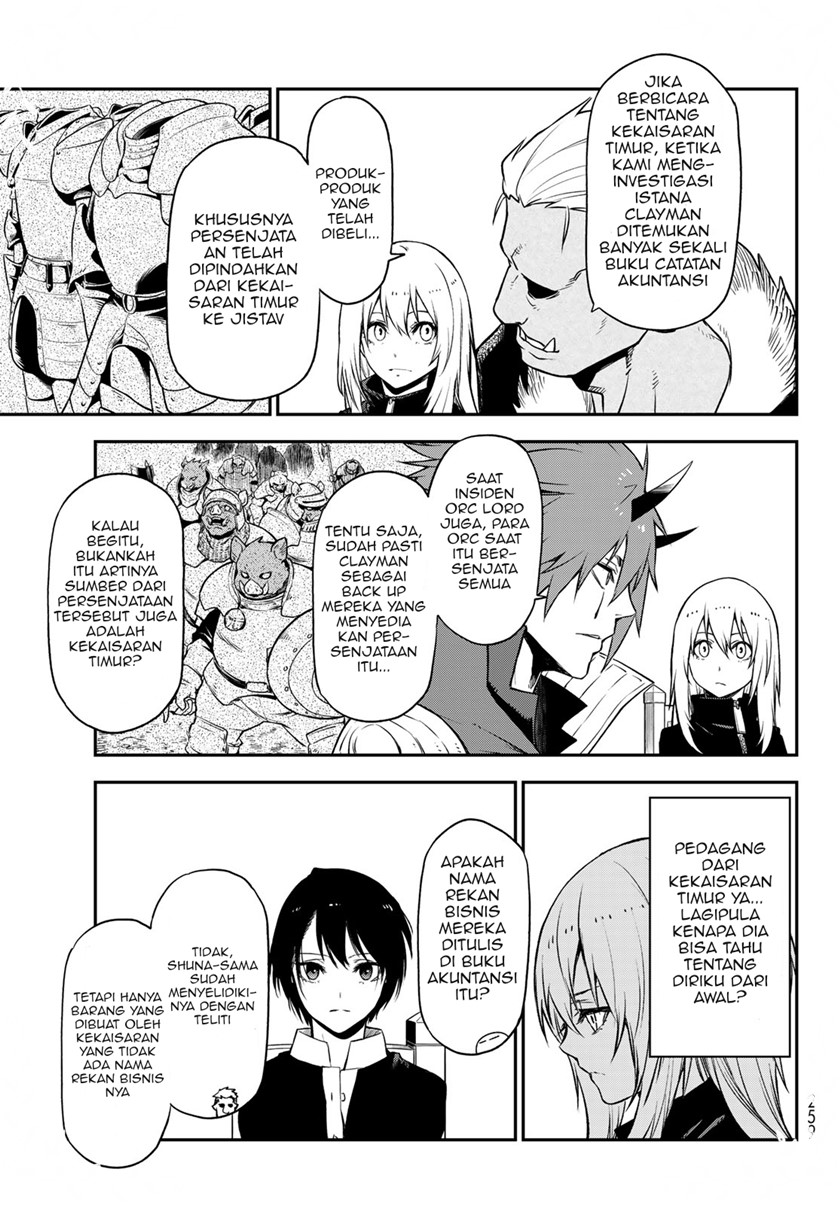 JIKA
BERBICARA
TENTANG
KEKAISARAN
TIMUR, KETIKA
KAMI MENG-
INVESTIGASI
ISTANA
CLAYMAN
DITEMUKAN
BANYAK SEKALI
BUKU CATATAN
AKUNTANSI
PRODUK-
PRODUK
YANG
TELAH
DIBELI...
KHUSUSNYA
PERSENJATA
AN TELAH
DIPINDAHKAN
DARI KEKAI-
SARAN TIMUR
KE JISTAV
SAAT
INSIDEN
ORC LORD
JUGA, PARA
ORC SAAT
ITU BER-
SENJATA
SEMUA
TENTU SAJA,
SUDAH PASTI
CLAYMAN
SEBAGAI
BACK UP
MEREKA YANG
MENYEDIA
KAN PER-
SENJATAAN
ITU...
KALAU
BEGITU,
BUKANKAH
ITU ARTINYA
SUMBER DARI
PERSENJATAAN
TERSEBUT JUGA
ADALAH
KEKAISARAN
TIMUR?
PEDAGANG
DARI
KEKAISARAN
TIMUR YA...
LAGIPULA
KENAPA DIA
BISA TAHU
TENTANG
DIRIKU DARI
AWAL?
APAKAH
NAMA
REKAN
BISNIS
MEREKA
DITULIS
DI BUKU
AKUNTANSI
ITU?
TIDAK,
SHUNA-SAMA
SUDAH
MENYELIDIKI-
NYA DENGAN
TELITI
TETAPI HANYA
BARANG YANG
DIBUAT OLEH
KEKAISARAN
YANG TIDAK
ADA NAMA
REKAN BISNIS
NYA